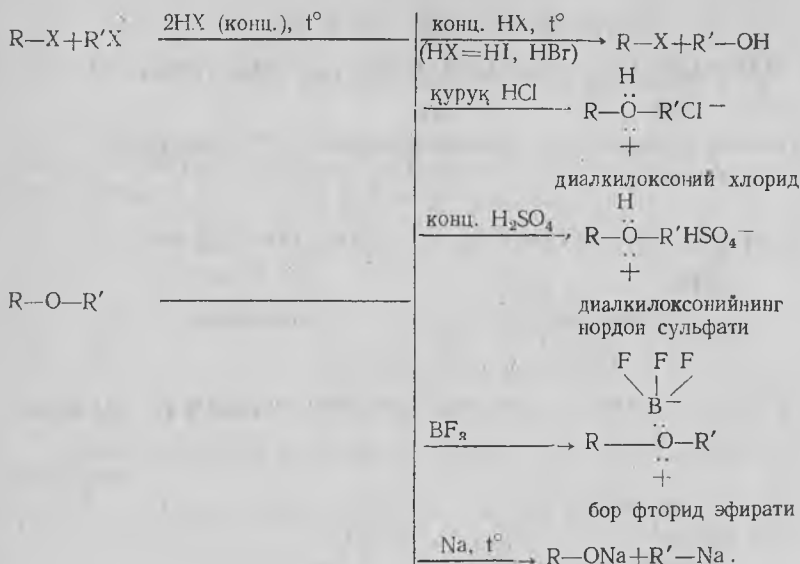 R—X+R′X 2HX (конц.), t° конц. HX, t° R—X+R′—OH
(HX=HI, HBr)
H
қуруқ HCl R—Ö—R′Cl⁻
+
диалкилоксоний хлорид
H
конц. H₂SO₄ R—Ö—R′HSO₄⁻
+
R—O—R′
диалкилоксонийнинг
нордон сульфати
F F F
B⁻
BF₃ R—O—R′
+
бор фторид эфирати
Na, t° R—ONa+R′—Na.